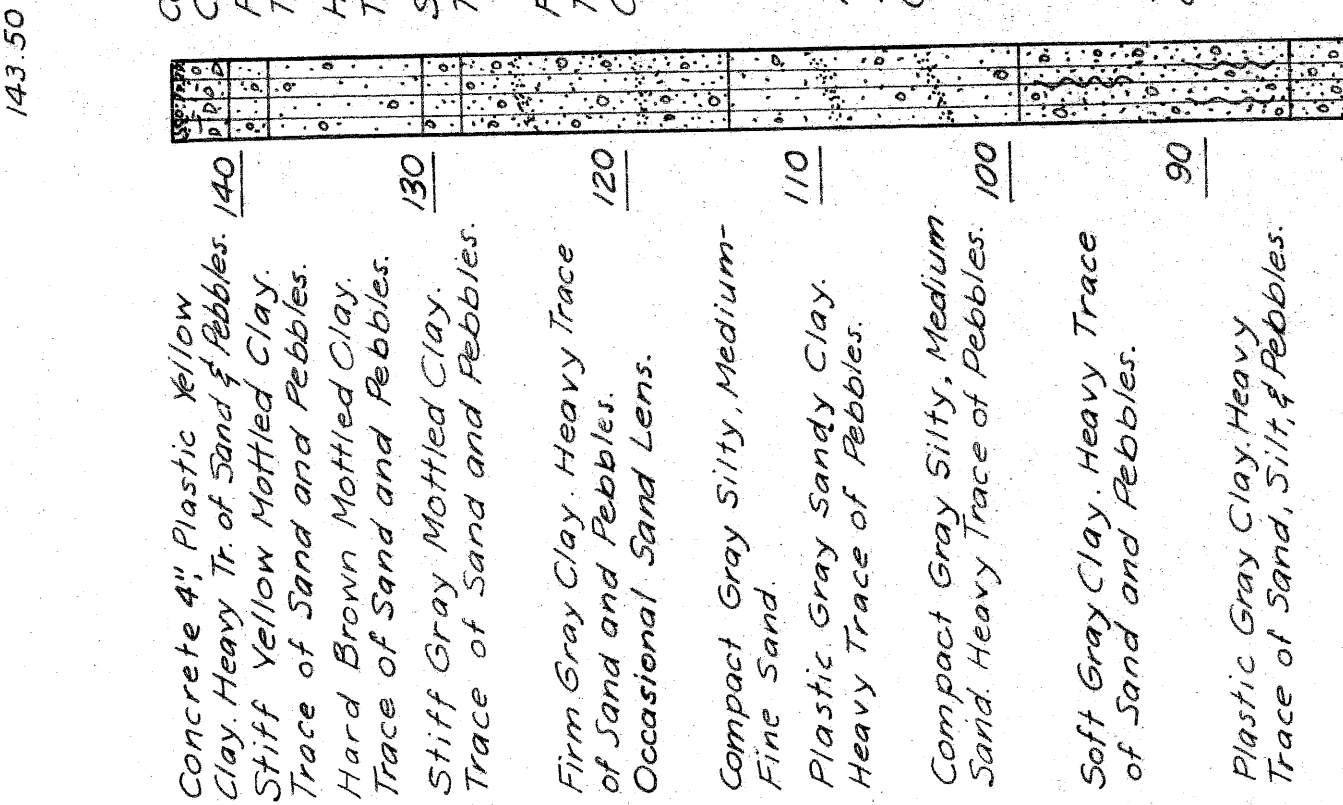 143.50
Concrete 4", Plastic Yellow
Clay. Heavy Tr. of Sand & Pebbles.
140
Stiff Yellow Mottled Clay.
Trace of Sand and Pebbles.
Hard Brown Mottled Clay.
Trace of Sand and Pebbles.
130
Stiff Gray Mottled Clay.
Trace of Sand and Pebbles.
Firm Gray Clay. Heavy Trace
of Sand and Pebbles.
Occasional Sand Lens.
120
Compact Gray Silty, Medium-
Fine Sand.
Plastic Gray Sandy Clay.
Heavy Trace of Pebbles.
110
Compact Gray Silty, Medium
Sand. Heavy Trace of Pebbles.
100
Soft Gray Clay. Heavy Trace
of Sand and Pebbles.
90
Plastic Gray Clay. Heavy
Trace of Sand, Silt, & Pebbles.